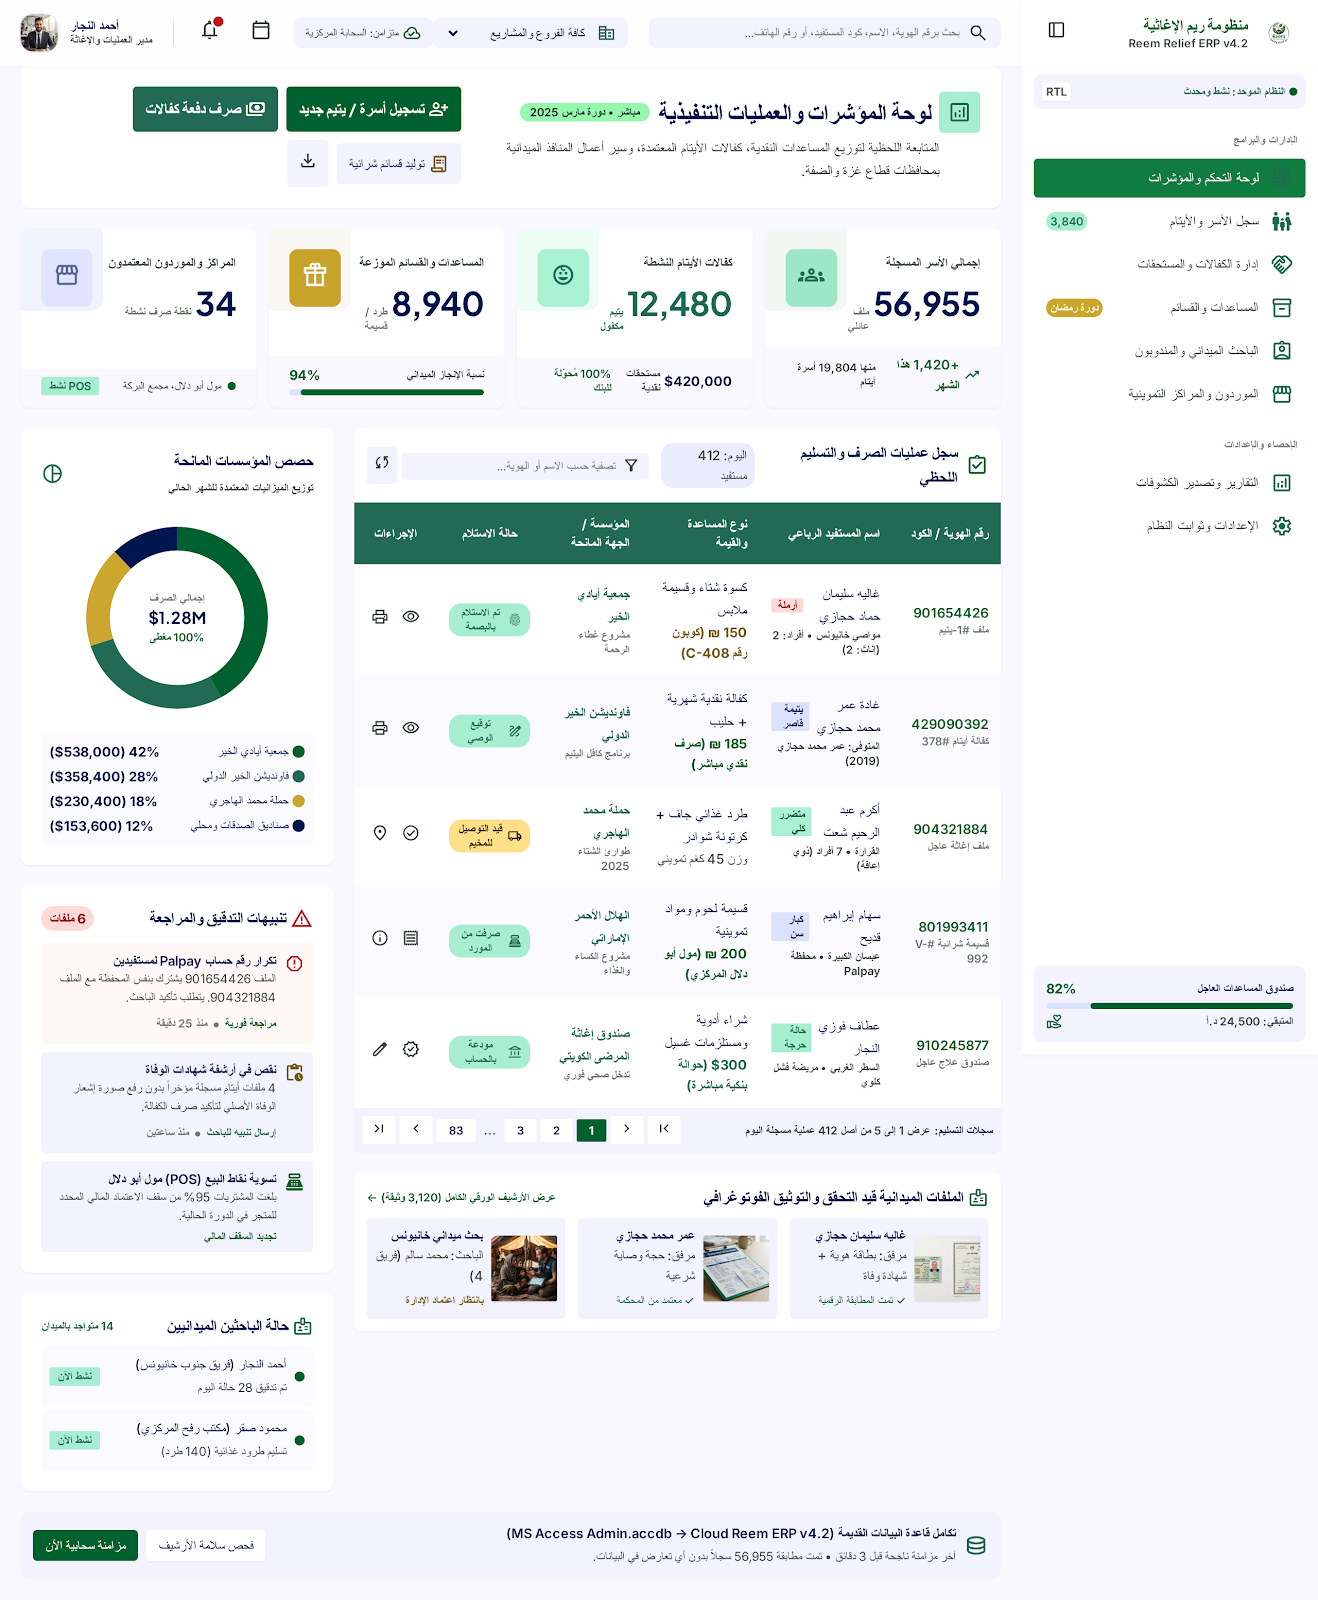 منظومة ريم الإغاثية
Reem Relief ERP v4.2
بحث برقم الهوية، الاسم، كود المستفيد، أو رقم الهاتف...
كافة الفروع والمشاريع
متزامن: السحابة المركزية
أحمد النجار
مدير العمليات والإغاثة
النظام الموحد: نشط ومحدث
RTL
الإدارات والبرامج
لوحة التحكم والمؤشرات
سجل الأسر والأيتام
3,840
إدارة الكفالات والمستحقات
المساعدات والقسائم
دورة رمضان
الباحث الميداني والمندوبون
الموردون والمراكز التموينية
الإحصاء والإعدادات
التقارير وتصدير الكشوفات
الإعدادات وثوابت النظام
صندوق المساعدات العاجل
82%
المتبقي: 24,500 د.أ
لوحة المؤشرات والعمليات التنفيذية
مباشر • دورة مارس 2025
المتابعة اللحظية لتوزيع المساعدات النقدية، كفالات الأيتام المعتمدة، وسير أعمال المنافذ الميدانية
بمحافظات قطاع غزة والضفة.
تسجيل أسرة / يتيم جديد
صرف دفعة كفالات
توليد قسائم شرائية
إجمالي الأسر المسجلة
56,955
ملف
عائلي
+1,420 هذا
الشهر
منها 19,804 أسرة
أيتام
كفالات الأيتام النشطة
12,480
يتيم
مكفول
$420,000
مستحقات
نقدية
100% مُحوّلة
للبنك
المساعدات والقسائم الموزعة
8,940
طرد /
قسيمة
نسبة الإنجاز الميداني
94%
المراكز والموردون المعتمدون
34
نقطة صرف نشطة
مول أبو دلال، مجمع البركة
POS نشط
سجل عمليات الصرف والتسليم
اللحظي
اليوم: 412
مستفيد
تصفية حسب الاسم أو الهوية...
رقم الهوية / الكود
اسم المستفيد الرباعي
نوع المساعدة
والقيمة
المؤسسة /
الجهة المانحة
حالة الاستلام
الإجراءات
901654426
ملف #1-يتيم
غاليه سليمان
حماد حجازي
أرملة
مواصي خانيونس • أفراد: 2
(إناث: 2)
كسوة شتاء وقسيمة
ملابس
150 ₪ (كوبون
رقم C-408)
جمعية أيادي
الخير
مشروع غطاء
الرحمة
تم الاستلام
بالبصمة
429090392
كفالة أيتام #378
غادة عمر
محمد حجازي
يتيمة
قاصر
المتوفى: عمر محمد حجازي
(2019)
كفالة نقدية شهرية
+ حليب
185 ₪ (صرف
نقدي مباشر)
فاونديشن الخير
الدولي
برنامج كافل اليتيم
توقيع
الوصي
904321884
ملف إغاثة عاجل
أكرم عبد
الرحيم شعت
متضرر
كلي
القرارة • 7 أفراد (ذوي
إعاقة)
طرد غذائي جاف +
كرتونة شوادر
وزن 45 كغم تمويني
حملة محمد
الهاجري
طوارئ الشتاء
2025
قيد التوصيل
للمخيم
801993411
قسيمة شرائية #V-
992
سهام إبراهيم
قديح
كبار
سن
عبسان الكبيرة • محفظة
Palpay
قسيمة لحوم ومواد
تموينية
200 ₪ (مول أبو
دلال المركزي)
الهلال الأحمر
الإماراتي
مشروع الكساء
والغذاء
صرفت من
المورد
910245877
صندوق علاج عاجل
عطاف فوزي
النجار
حالة
حرجة
السطر الغربي • مريضة فشل
كلوي
شراء أدوية
ومستلزمات غسيل
$300 (حوالة
بنكية مباشرة)
صندوق إغاثة
المرضى الكويتي
تدخل صحي فوري
مودعة
بالحساب
سجلات التسليم: عرض 1 إلى 5 من أصل 412 عملية مسجلة اليوم
1
2
3
...
83
الملفات الميدانية قيد التحقق والتوثيق الفوتوغرافي
عرض الأرشيف الورقي الكامل (3,120 وثيقة) ←
غاليه سليمان حجازي
مرفق: بطاقة هوية +
شهادة وفاة
✓ تمت المطابقة الرقمية
عمر محمد حجازي
مرفق: حجة وصاية
شرعية
✓ معتمد من المحكمة
بحث ميداني خانيونس
الباحث: محمد سالم (فريق
4)
بانتظار اعتماد الإدارة
حصص المؤسسات المانحة
توزيع الميزانيات المعتمدة للشهر الحالي
إجمالي الصرف
$1.28M
100% مغطى
جمعية أيادي الخير
42% ($538,000)
فاونديشن الخير الدولي
28% ($358,400)
حملة محمد الهاجري
18% ($230,400)
صناديق الصدقات ومحلي
12% ($153,600)
تنبيهات التدقيق والمراجعة
6 ملفات
تكرار رقم حساب Palpay لمستفيدين
الملف 901654426 يشترك بنفس المحفظة مع الملف
904321884. يتطلب تأكيد الباحث.
مراجعة فورية • منذ 25 دقيقة
نقص في أرشفة شهادات الوفاة
4 ملفات أيتام مسجلة مؤخراً بدون رفع صورة إشعار
الوفاة الأصلي لتأكيد صرف الكفالة.
إرسال تنبيه للباحث • منذ ساعتين
تسوية نقاط البيع (POS) مول أبو دلال
بلغت المشتريات 95% من سقف الاعتماد المالي المحدد
للمتجر في الدورة الحالية.
تجديد السقف المالي
حالة الباحثين الميدانيين
14 متواجد بالميدان
أحمد النجار (فريق جنوب خانيونس)
تم تدقيق 28 حالة اليوم
نشط الآن
محمود صقر (مكتب رفح المركزي)
تسليم طرود غذائية (140 طرد)
نشط الآن
تكامل قاعدة البيانات القديمة (MS Access Admin.accdb → Cloud Reem ERP v4.2)
آخر مزامنة ناجحة قبل 3 دقائق • تمت مطابقة 56,955 سجلاً بدون أي تعارض في البيانات.
فحص سلامة الأرشيف
مزامنة سحابية الآن